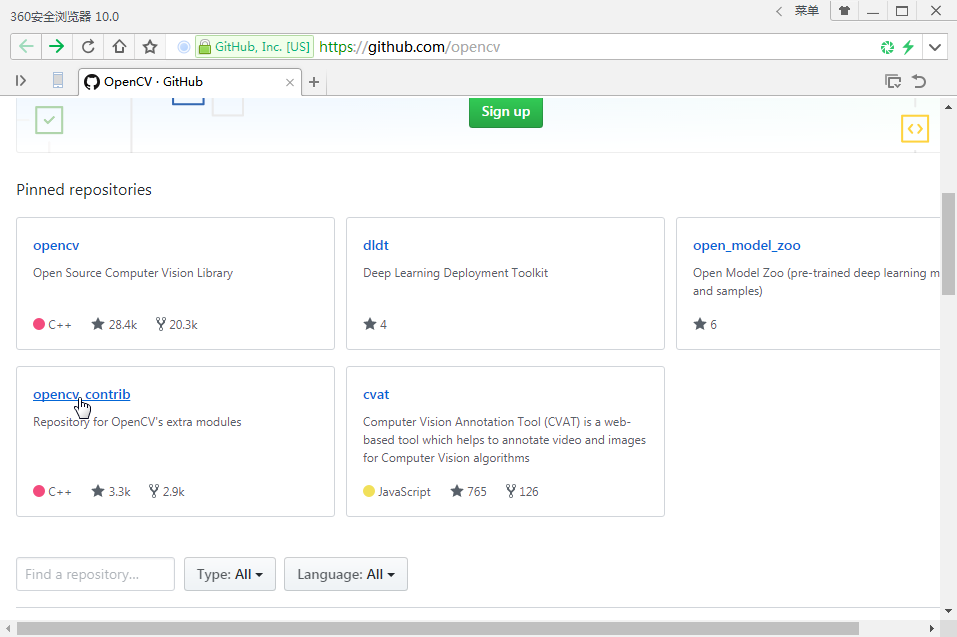 360安全浏览器 10.0
菜单
GitHub, Inc. [US] https://github.com/opencv
OpenCV · GitHub
Sign up
Pinned repositories
opencv
Open Source Computer Vision Library
C++ 28.4k 20.3k
dldt
Deep Learning Deployment Toolkit
4
open_model_zoo
Open Model Zoo (pre-trained deep learning m
and samples)
6
opencv_contrib
Repository for OpenCV's extra modules
C++ 3.3k 2.9k
cvat
Computer Vision Annotation Tool (CVAT) is a web-
based tool which helps to annotate video and images
for Computer Vision algorithms
JavaScript 765 126
Find a repository...
Type: All
Language: All